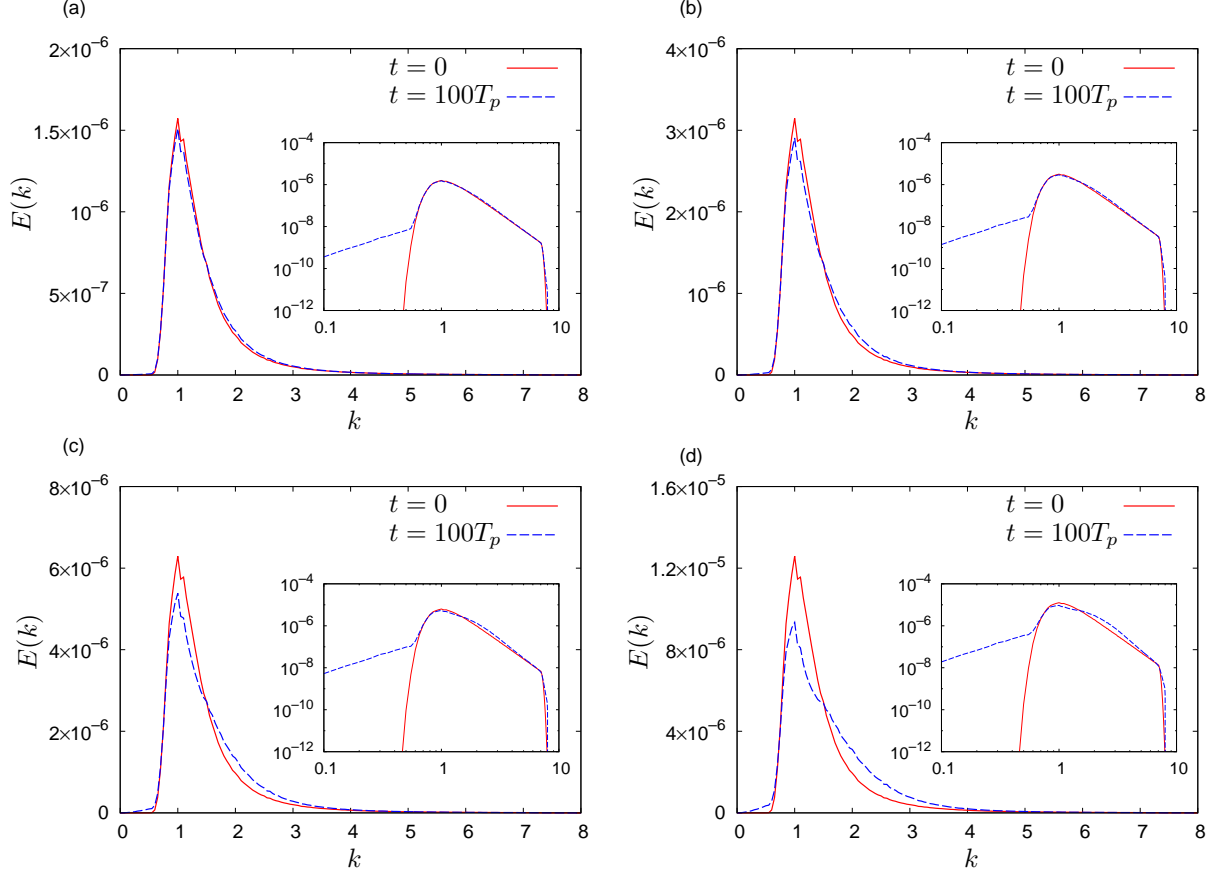 (a)
2×10⁻⁶
1.5×10⁻⁶
10⁻⁶
5×10⁻⁷
0
E(k)
t = 0
t = 100Tₚ
10⁻⁴
10⁻⁶
10⁻⁸
10⁻¹⁰
10⁻¹²
0.1 1 10
0 1 2 3 4 5 6 7 8
k
(b)
4×10⁻⁶
3×10⁻⁶
2×10⁻⁶
10⁻⁶
0
E(k)
t = 0
t = 100Tₚ
10⁻⁴
10⁻⁶
10⁻⁸
10⁻¹⁰
10⁻¹²
0.1 1 10
0 1 2 3 4 5 6 7 8
k
(c)
8×10⁻⁶
6×10⁻⁶
4×10⁻⁶
2×10⁻⁶
0
E(k)
t = 0
t = 100Tₚ
10⁻⁴
10⁻⁶
10⁻⁸
10⁻¹⁰
10⁻¹²
0.1 1 10
0 1 2 3 4 5 6 7 8
k
(d)
1.6×10⁻⁵
1.2×10⁻⁵
8×10⁻⁶
4×10⁻⁶
0
E(k)
t = 0
t = 100Tₚ
10⁻⁴
10⁻⁶
10⁻⁸
10⁻¹⁰
10⁻¹²
0.1 1 10
0 1 2 3 4 5 6 7 8
k